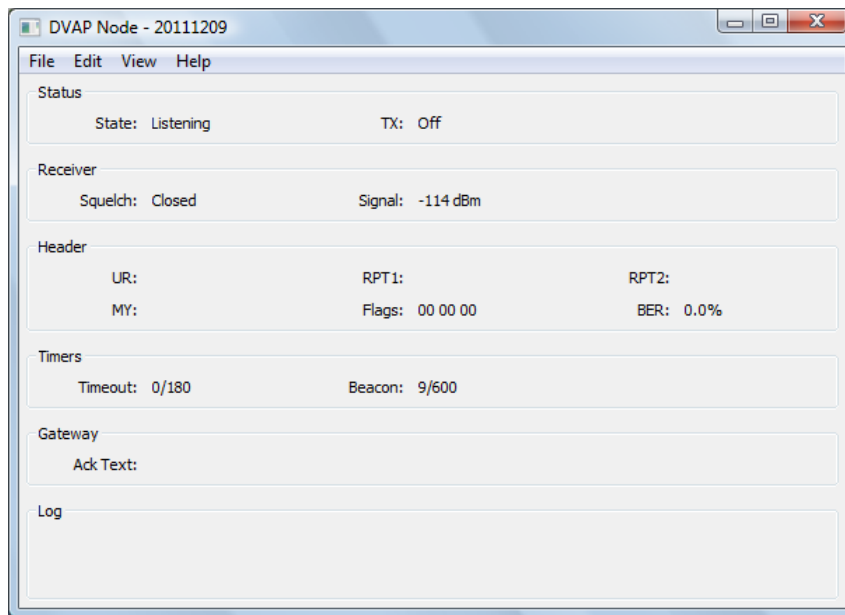 DVAP Node - 20111209
File Edit View Help
Status
State: Listening TX: Off
Receiver
Squelch: Closed Signal: -114 dBm
Header
UR: RPT1: RPT2:
MY: Flags: 00 00 00 BER: 0.0%
Timers
Timeout: 0/180 Beacon: 9/600
Gateway
Ack Text:
Log